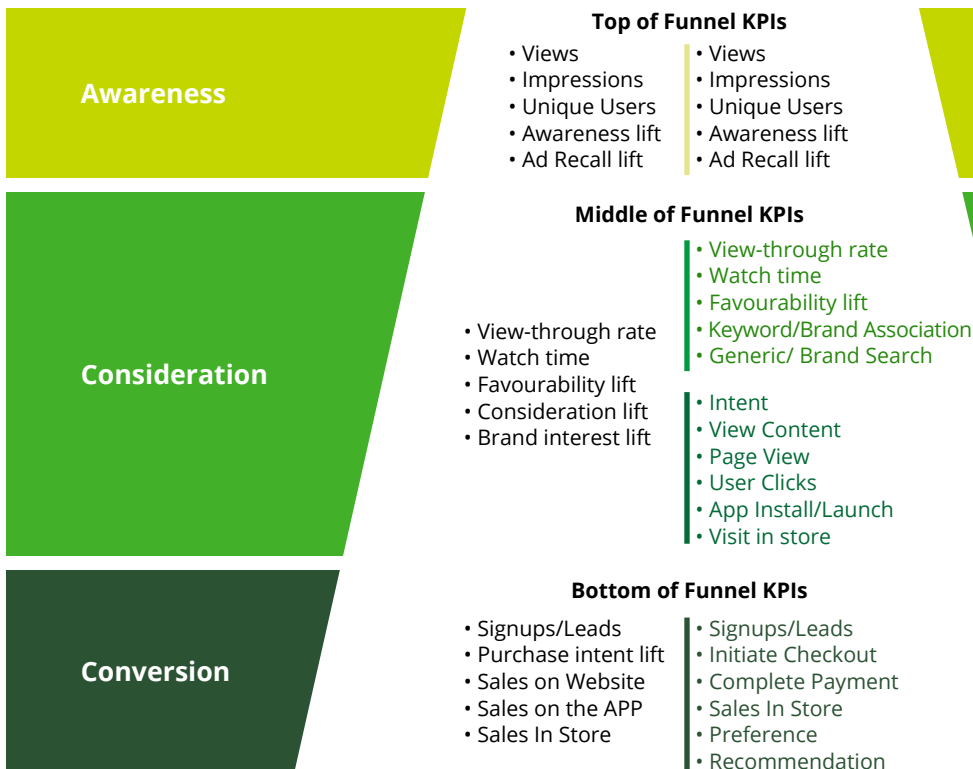 Awareness
Top of Funnel KPIs
• Views
• Impressions
• Unique Users
• Awareness lift
• Ad Recall lift
• Views
• Impressions
• Unique Users
• Awareness lift
• Ad Recall lift
Consideration
Middle of Funnel KPIs
• View-through rate
• Watch time
• Favourability lift
• Consideration lift
• Brand interest lift
• View-through rate
• Watch time
• Favourability lift
• Keyword/Brand Association
• Generic/ Brand Search
• Intent
• View Content
• Page View
• User Clicks
• App Install/Launch
• Visit in store
Conversion
Bottom of Funnel KPIs
• Signups/Leads
• Purchase intent lift
• Sales on Website
• Sales on the APP
• Sales In Store
• Signups/Leads
• Initiate Checkout
• Complete Payment
• Sales In Store
• Preference
• Recommendation